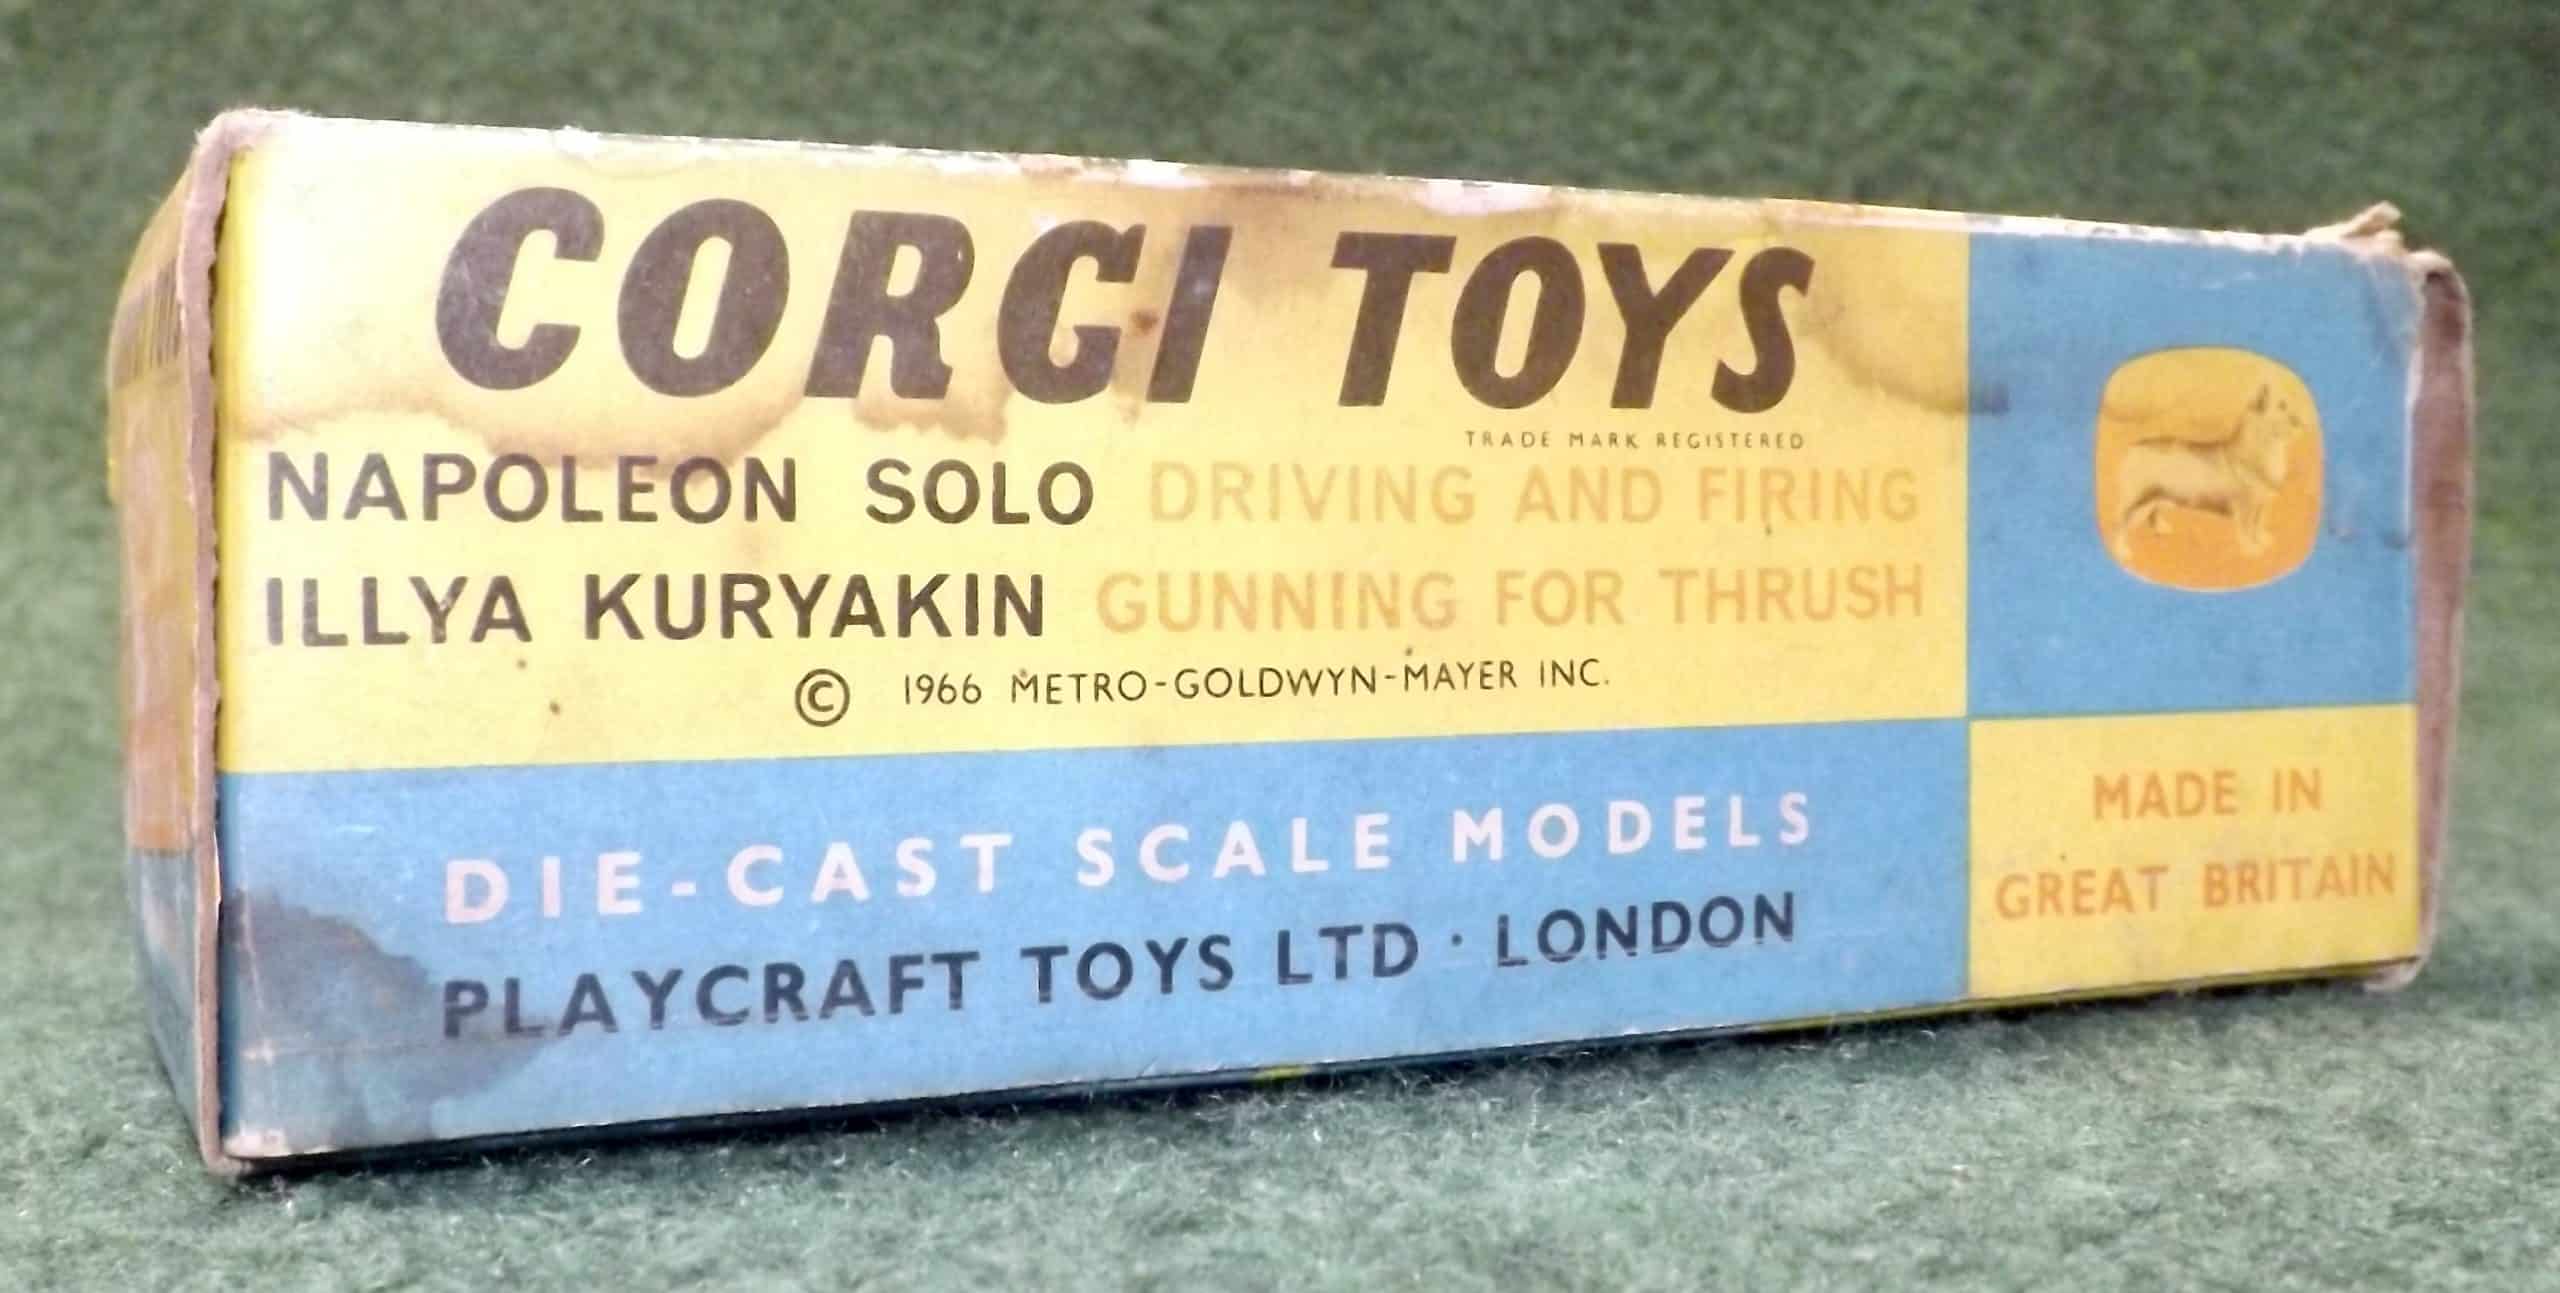 CORGI TOYS
TRADE MARK REGISTERED
NAPOLEON SOLO DRIVING AND FIRING
ILLYA KURYAKIN GUNNING FOR THRUSH
© 1966 METRO-GOLDWYN-MAYER INC.
DIE-CAST SCALE MODELS
PLAYCRAFT TOYS LTD · LONDON
MADE IN
GREAT BRITAIN